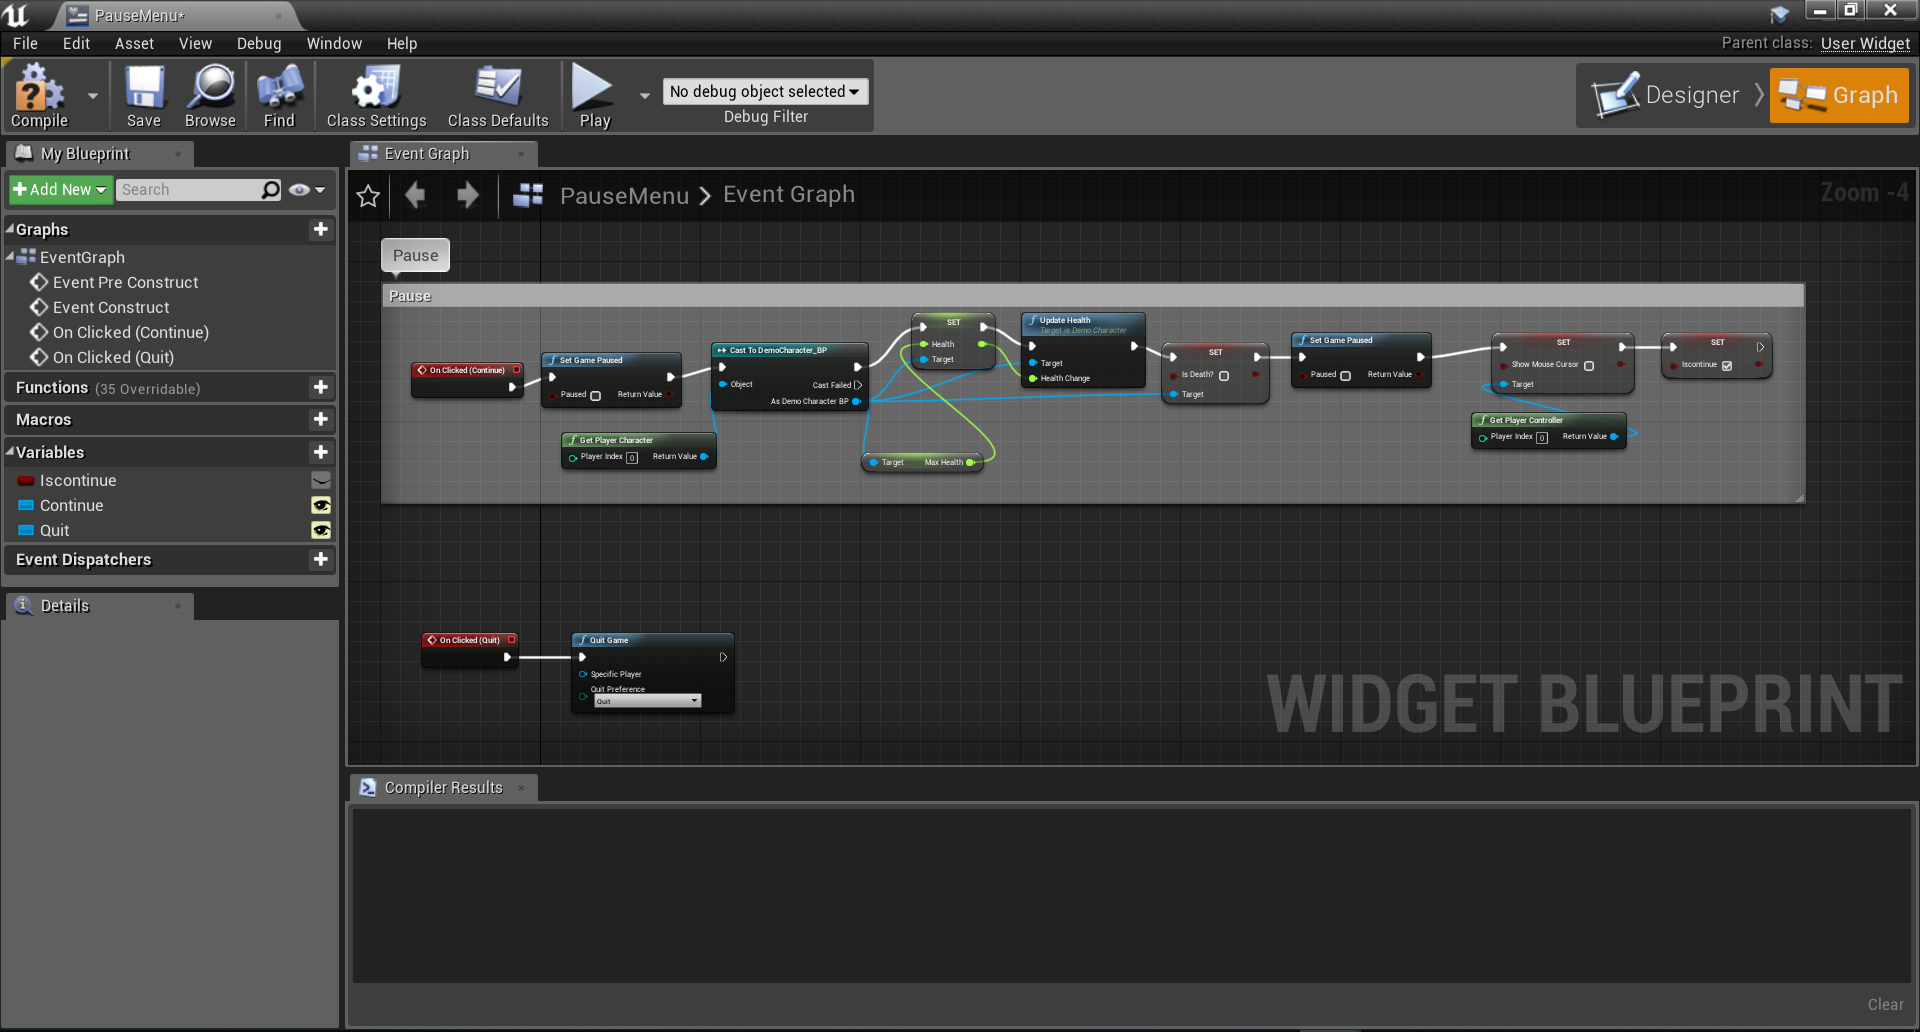 PauseMenu*
File Edit Asset View Debug Window Help
Parent class: User Widget
Compile Save Browse Find Class Settings Class Defaults Play
No debug object selected
Debug Filter
Designer Graph
My Blueprint
Event Graph
Add New Search
PauseMenu > Event Graph
Zoom -4
Graphs
EventGraph
Event Pre Construct
Event Construct
On Clicked (Continue)
On Clicked (Quit)
Functions (35 Overridable)
Macros
Variables
Iscontinue
Continue
Quit
Event Dispatchers
Details
Pause
Pause
On Clicked (Continue)
Set Game Paused
Paused Return Value
Get Player Character
Player Index 0 Return Value
Cast To DemoCharacter_BP
Object Cast Failed
As Demo Character BP
SET
Health
Target
Target Max Health
Update Health
Target is Demo Character
Target
Health Change
SET
Is Death?
Target
Set Game Paused
Paused Return Value
SET
Show Mouse Cursor
Target
Get Player Controller
Player Index 0 Return Value
SET
Iscontinue
On Clicked (Quit)
Quit Game
Specific Player
Quit Preference
Quit
WIDGET BLUEPRINT
Compiler Results
Clear